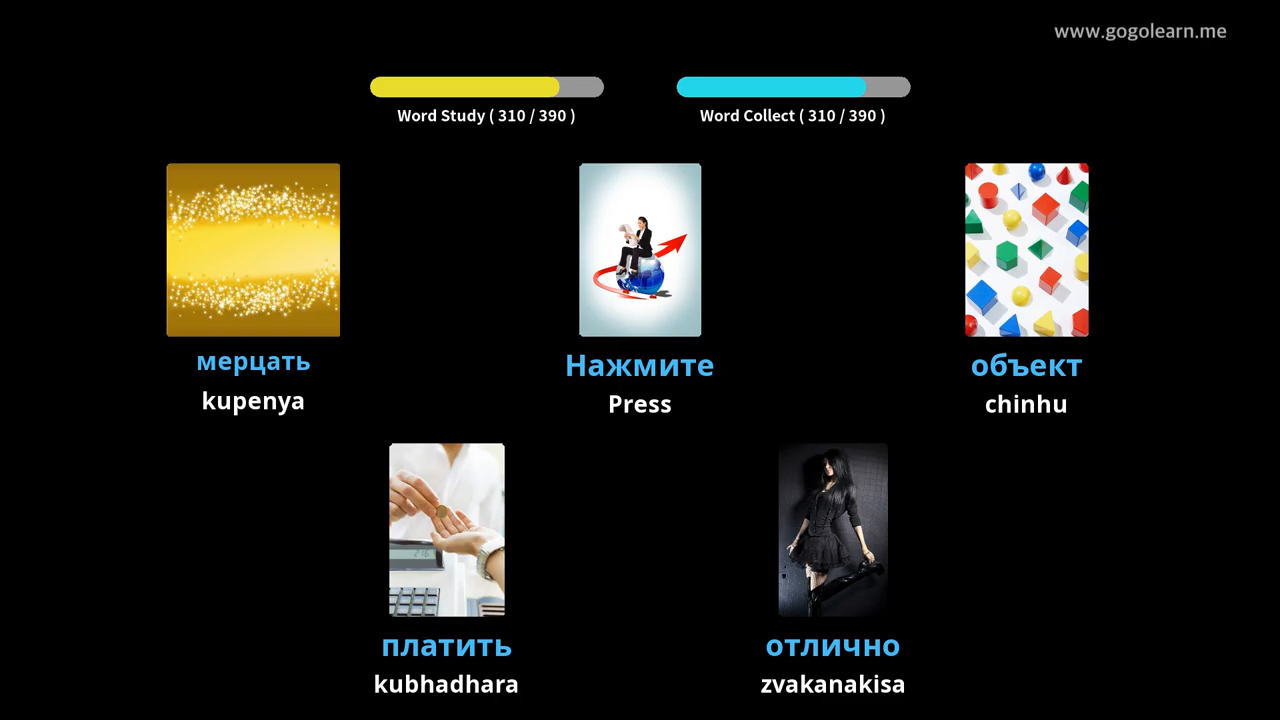 www.gogolearn.me
Word Study ( 310 / 390 )
Word Collect ( 310 / 390 )
мерцать
kupenya
Нажмите
Press
объект
chinhu
платить
kubhadhara
отлично
zvakanakisa